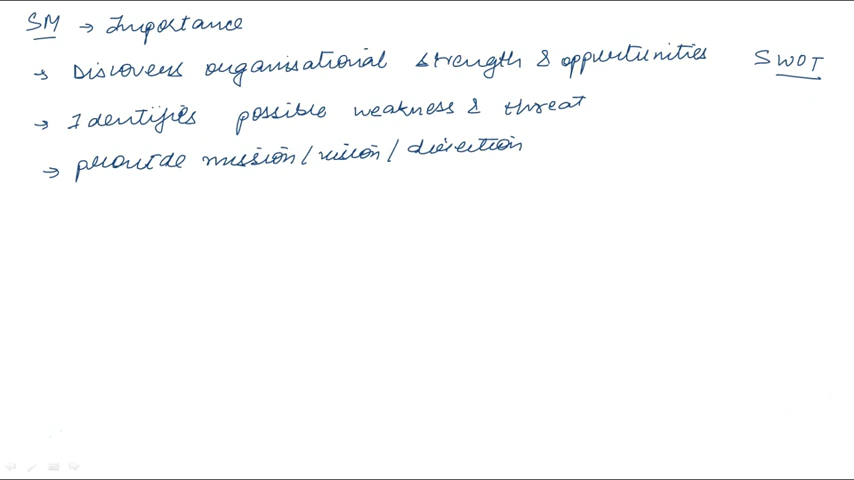 SM → Importance
→ Discovers organisational strength & opportunities SWOT
→ Identifies possible weakness & threat
→ provide mission / vision / direction